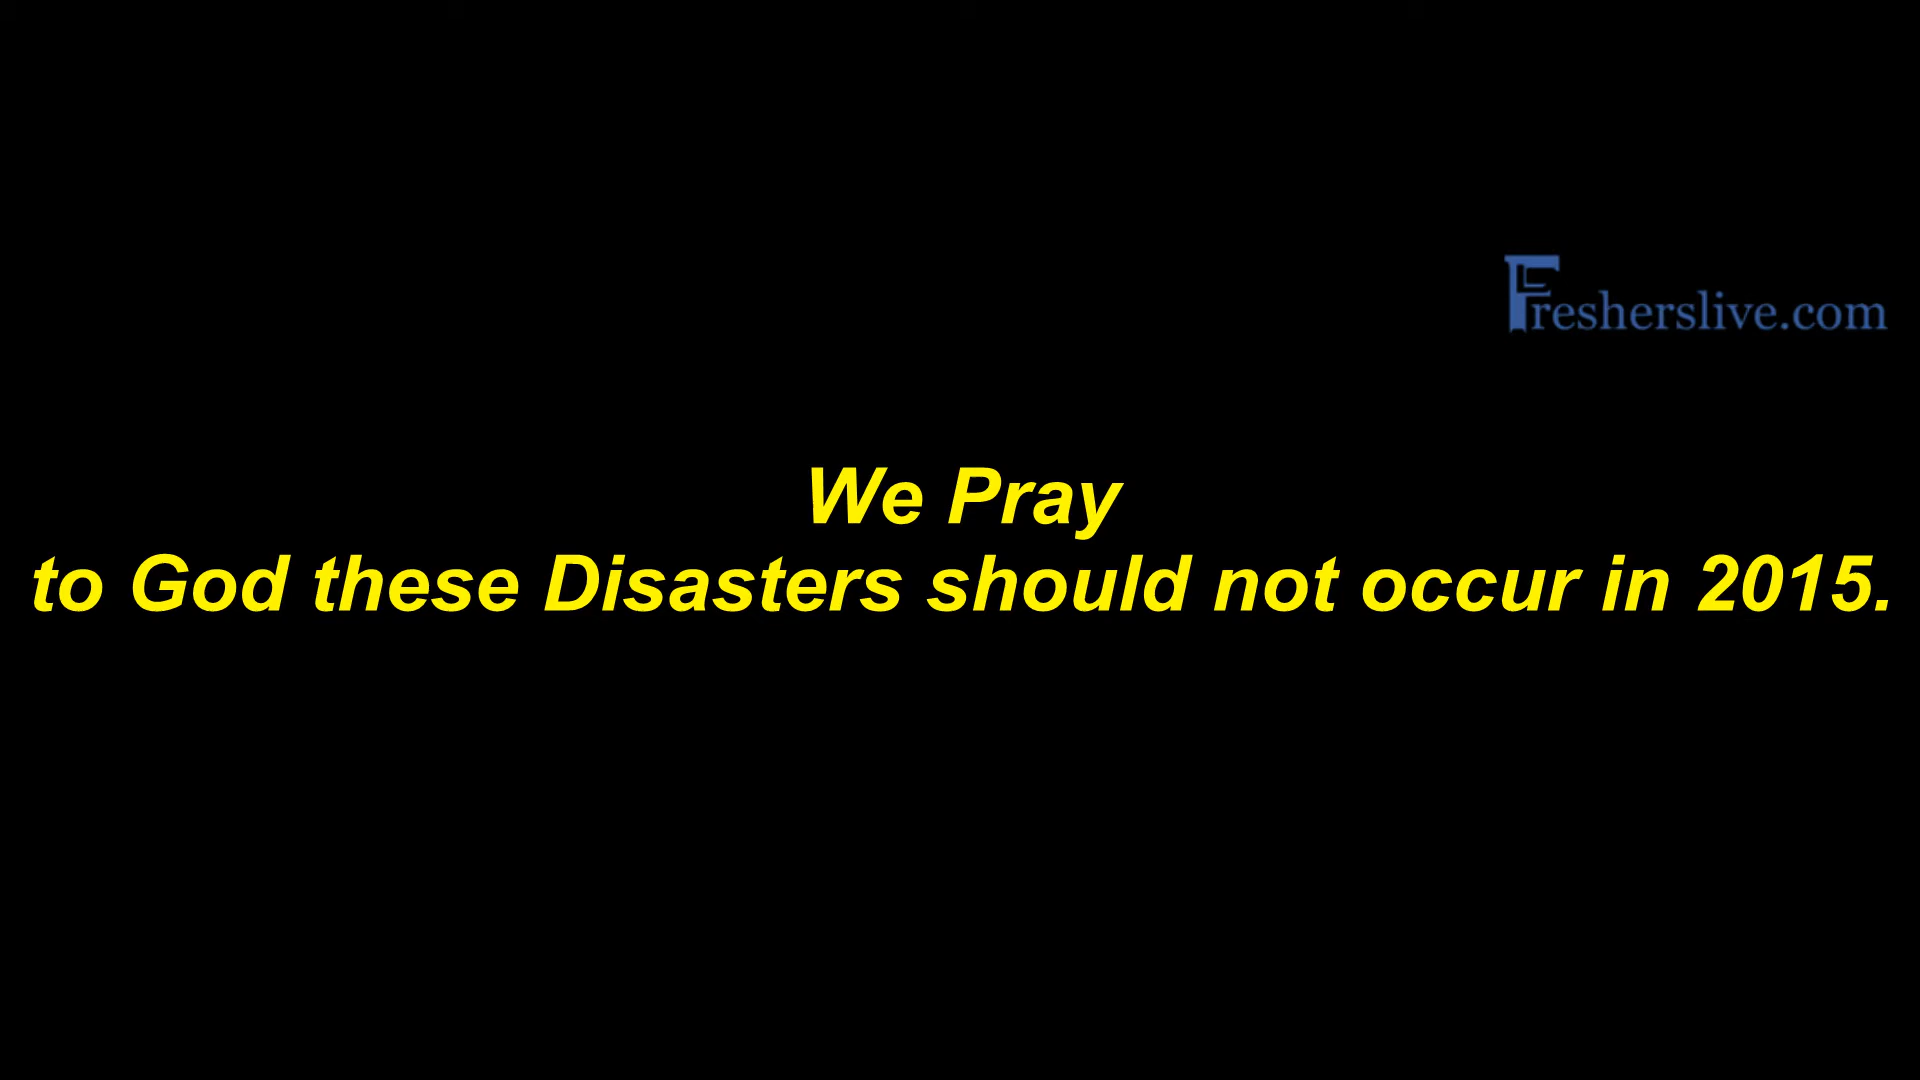 Fresherslive.com
We Pray
to God these Disasters should not occur in 2015.